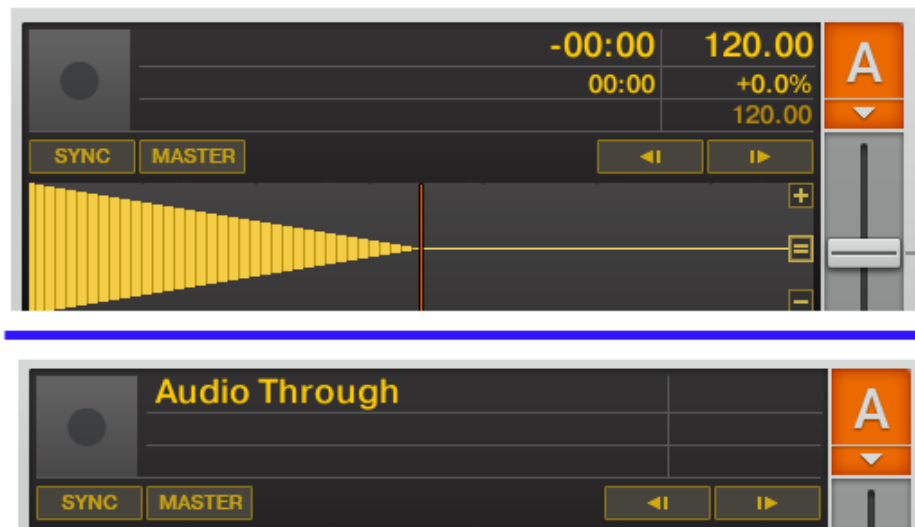 -00:00 120.00 A
00:00 +0.0%
120.00
SYNC MASTER
Audio Through A
SYNC MASTER